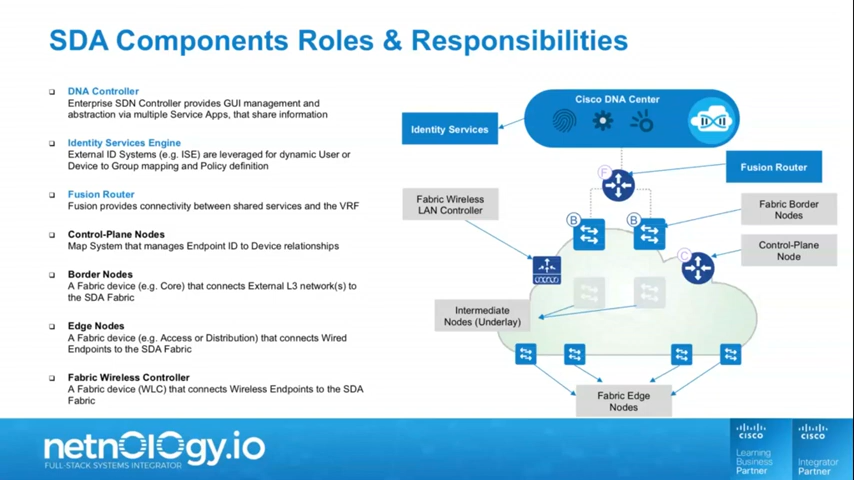 SDA Components Roles & Responsibilities
DNA Controller
Enterprise SDN Controller provides GUI management and
abstraction via multiple Service Apps, that share information
Identity Services Engine
External ID Systems (e.g. ISE) are leveraged for dynamic User or
Device to Group mapping and Policy definition
Fusion Router
Fusion provides connectivity between shared services and the VRF
Control-Plane Nodes
Map System that manages Endpoint ID to Device relationships
Border Nodes
A Fabric device (e.g. Core) that connects External L3 network(s) to
the SDA Fabric
Edge Nodes
A Fabric device (e.g. Access or Distribution) that connects Wired
Endpoints to the SDA Fabric
Fabric Wireless Controller
A Fabric device (WLC) that connects Wireless Endpoints to the SDA
Fabric
Cisco DNA Center
Identity Services
Fusion Router
F
Fabric Wireless
LAN Controller
Fabric Border
Nodes
B
B
Control-Plane
Node
C
Intermediate
Nodes (Underlay)
Fabric Edge
Nodes
netnology.io
FULL-STACK SYSTEMS INTEGRATOR
CISCO
Learning
Business
Partner
CISCO
Integrator
Partner